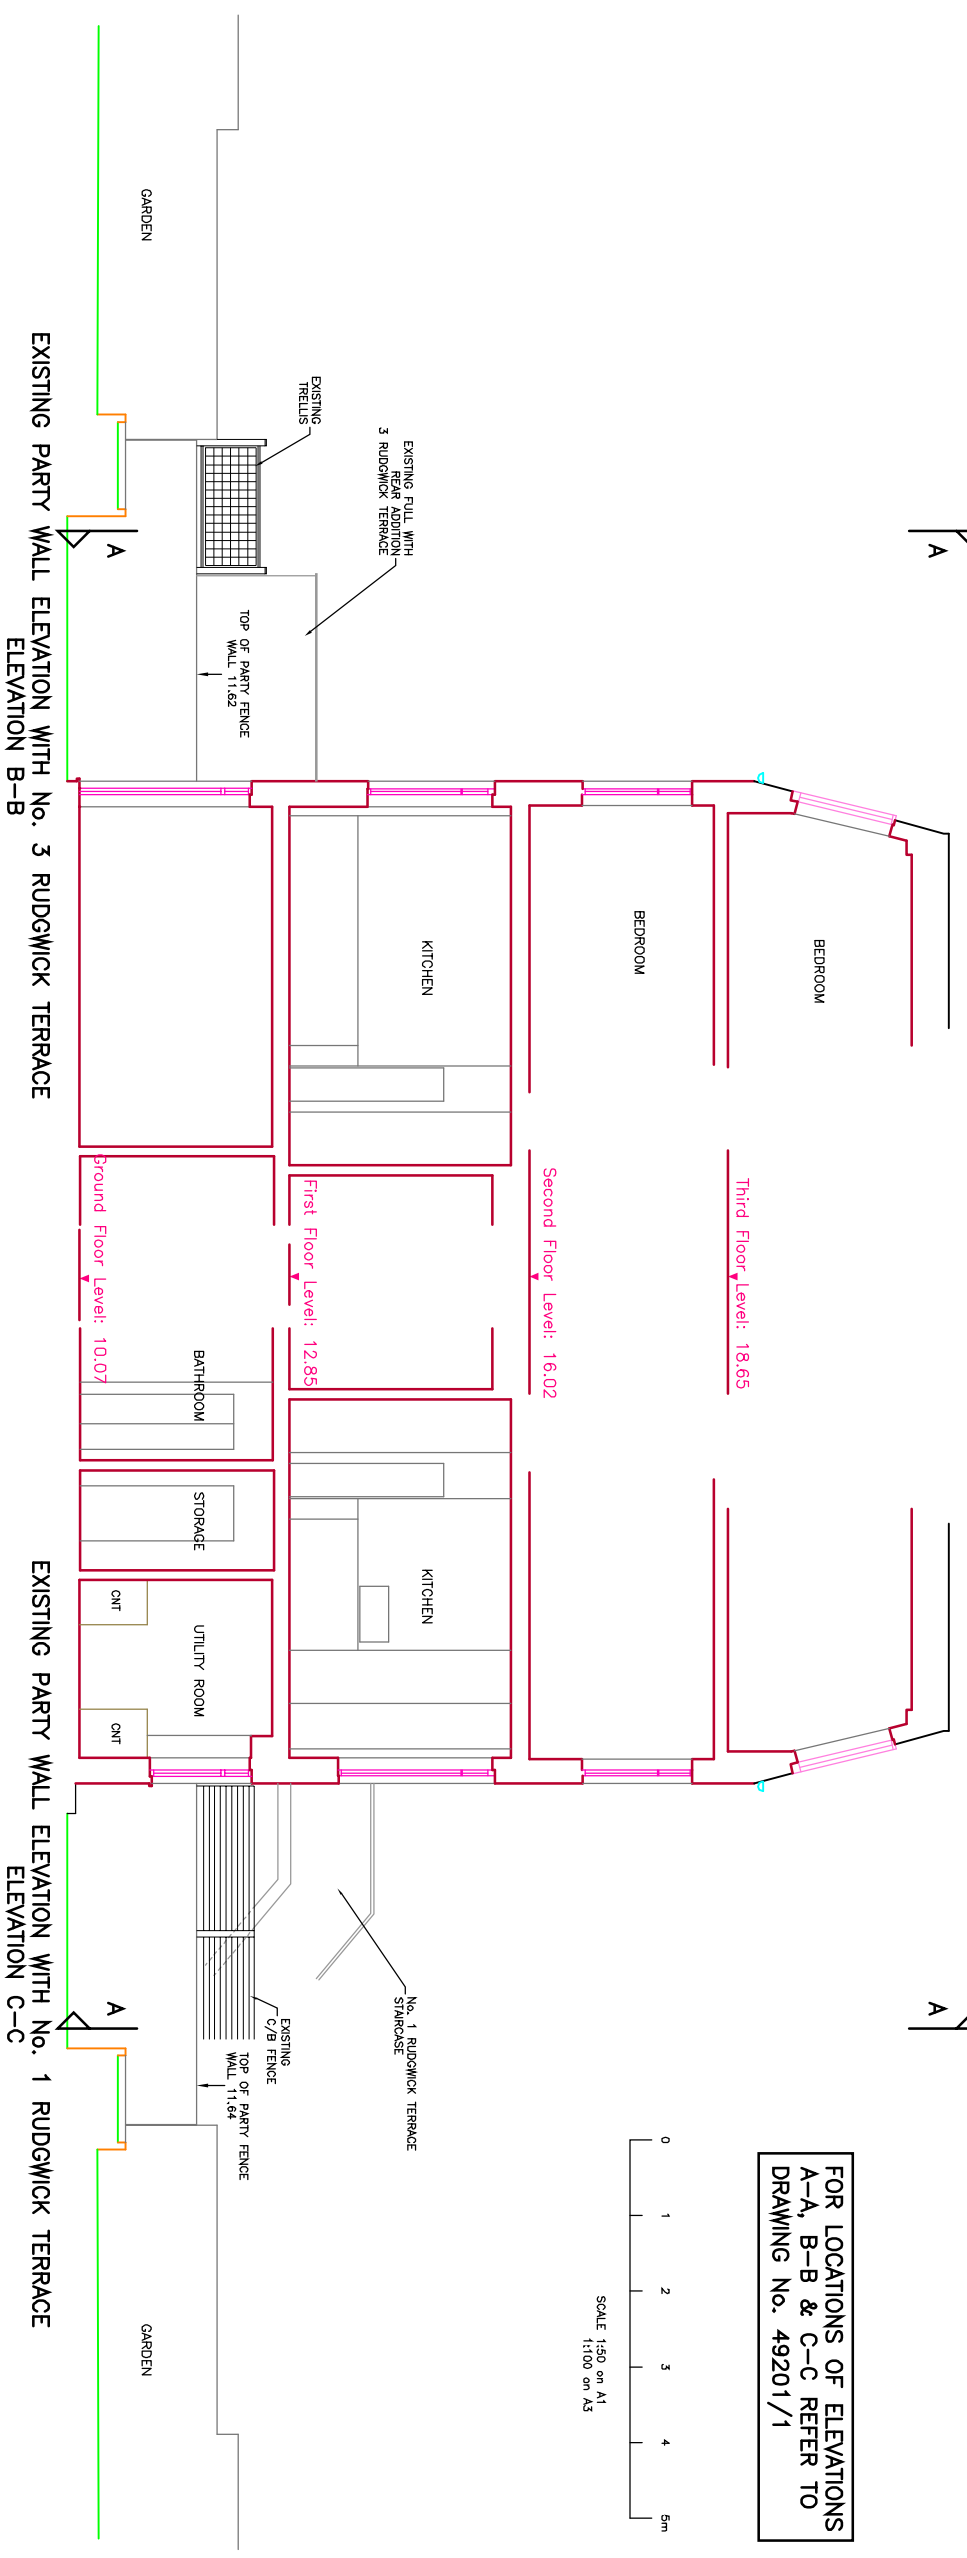 FOR LOCATIONS OF ELEVATIONS
A-A, B-B & C-C REFER TO
DRAWING No. 49201/1
A
A
BEDROOM
Third Floor Level: 18.65
BEDROOM
Second Floor Level: 16.02
0
1
2
3
4
5m
SCALE 1:50 on A1
1:100 on A3
KITCHEN
KITCHEN
EXISTING FULL WITH
REAR ADDITION
3 RUDGWICK TERRACE
No. 1 RUDGWICK TERRACE
STAIRCASE
EXISTING
TRELLIS
First Floor Level: 12.85
EXISTING
C/B FENCE
TOP OF PARTY FENCE
WALL 11.62
TOP OF PARTY FENCE
WALL 11.64
GARDEN
BATHROOM
STORAGE
UTILITY ROOM
GARDEN
A
CNT
CNT
A
Ground Floor Level: 10.07
EXISTING PARTY WALL ELEVATION WITH No. 3 RUDGWICK TERRACE
ELEVATION B-B
EXISTING PARTY WALL ELEVATION WITH No. 1 RUDGWICK TERRACE
ELEVATION C-C